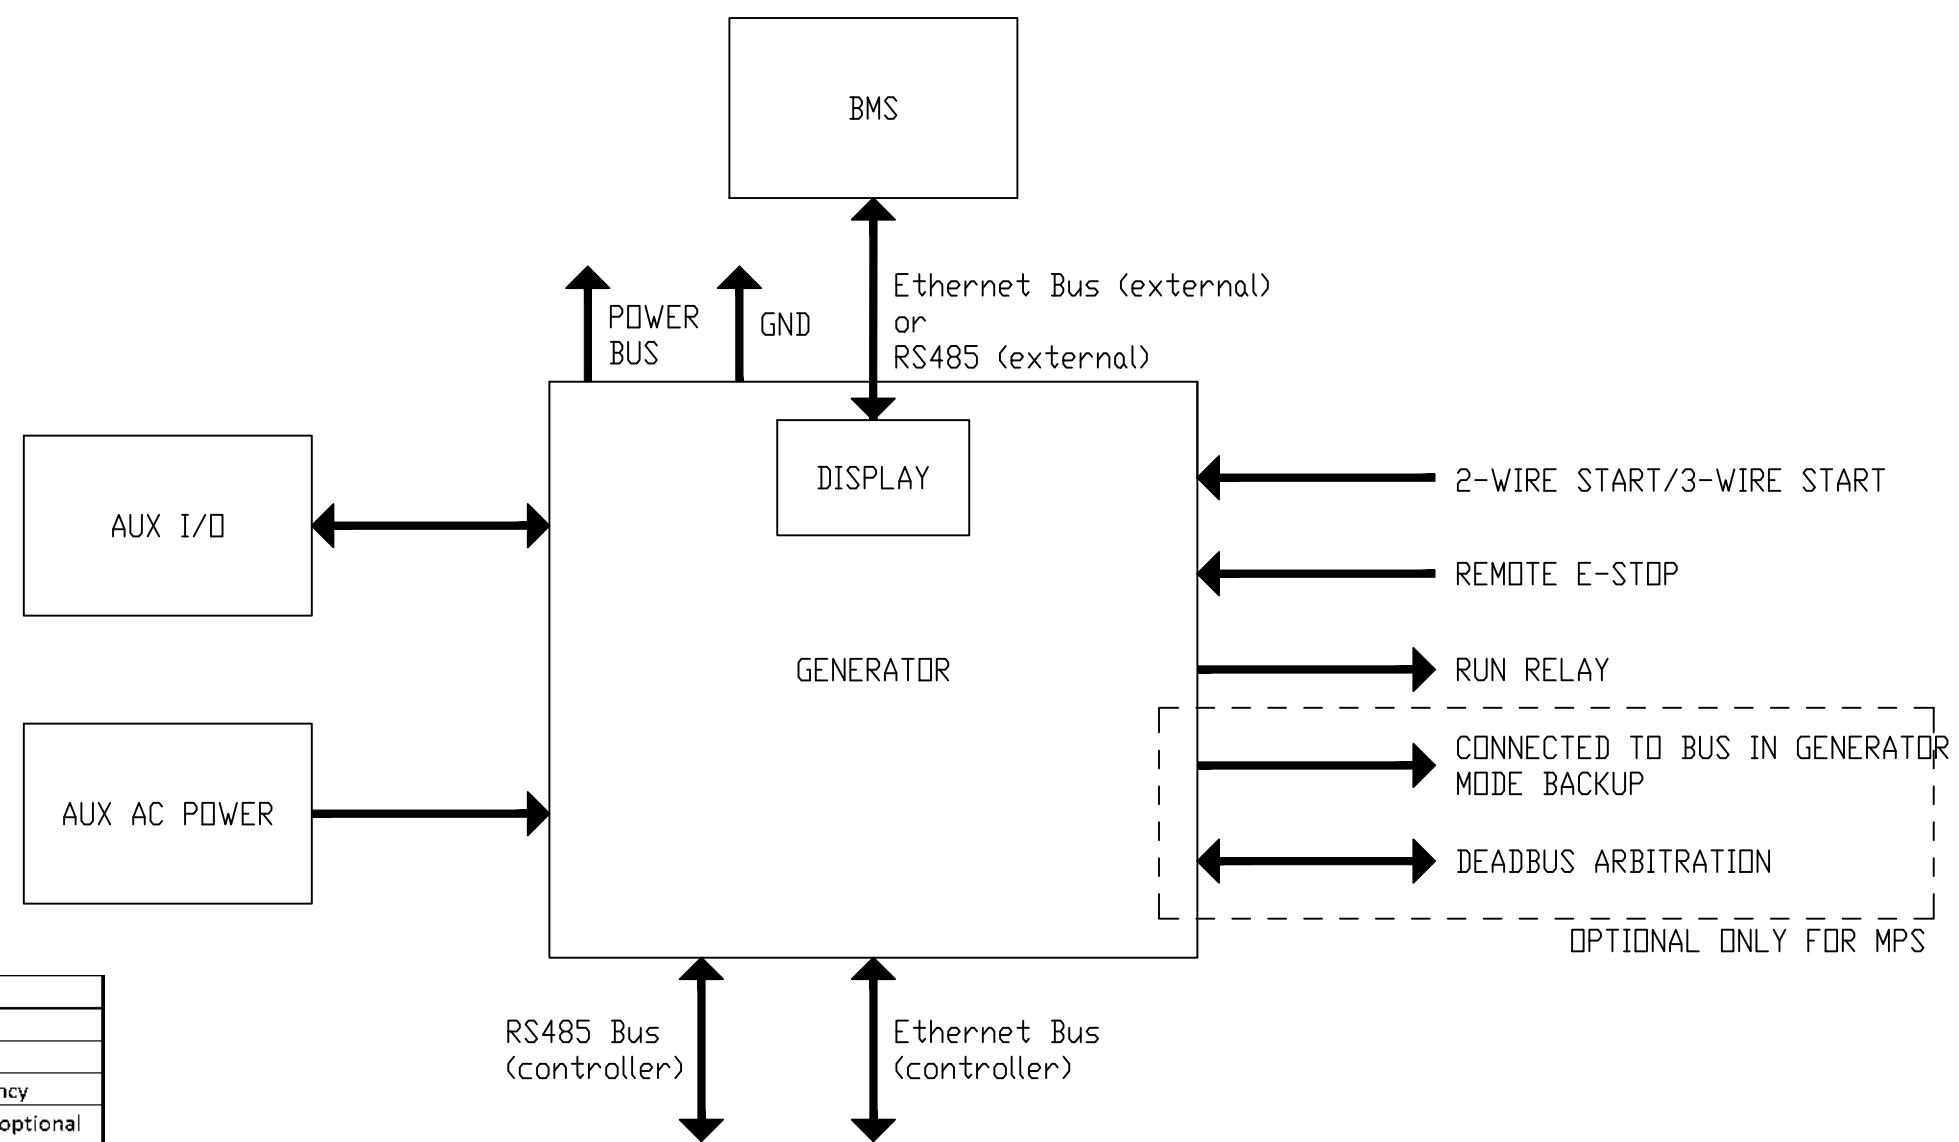 BMS
Ethernet Bus (external)
or
RS485 (external)
POWER
BUS
GND
DISPLAY
AUX I/O
2-WIRE START/3-WIRE START
REMOTE E-STOP
GENERATOR
RUN RELAY
CONNECTED TO BUS IN GENERATOR
MODE BACKUP
AUX AC POWER
DEADBUS ARBITRATION
OPTIONAL ONLY FOR MPS
RS485 Bus
(controller)
Ethernet Bus
(controller)
ncy
optional